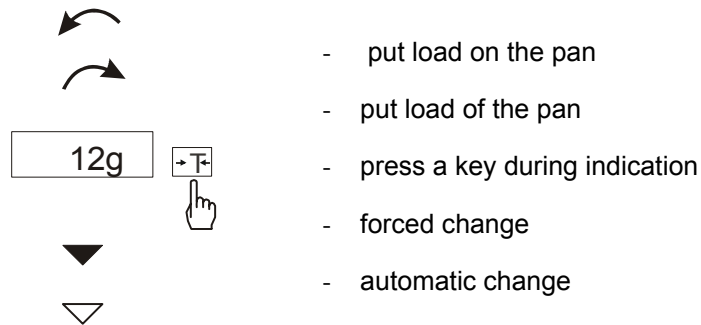 - put load on the pan
- put load of the pan
12g →T← - press a key during indication
- forced change
- automatic change